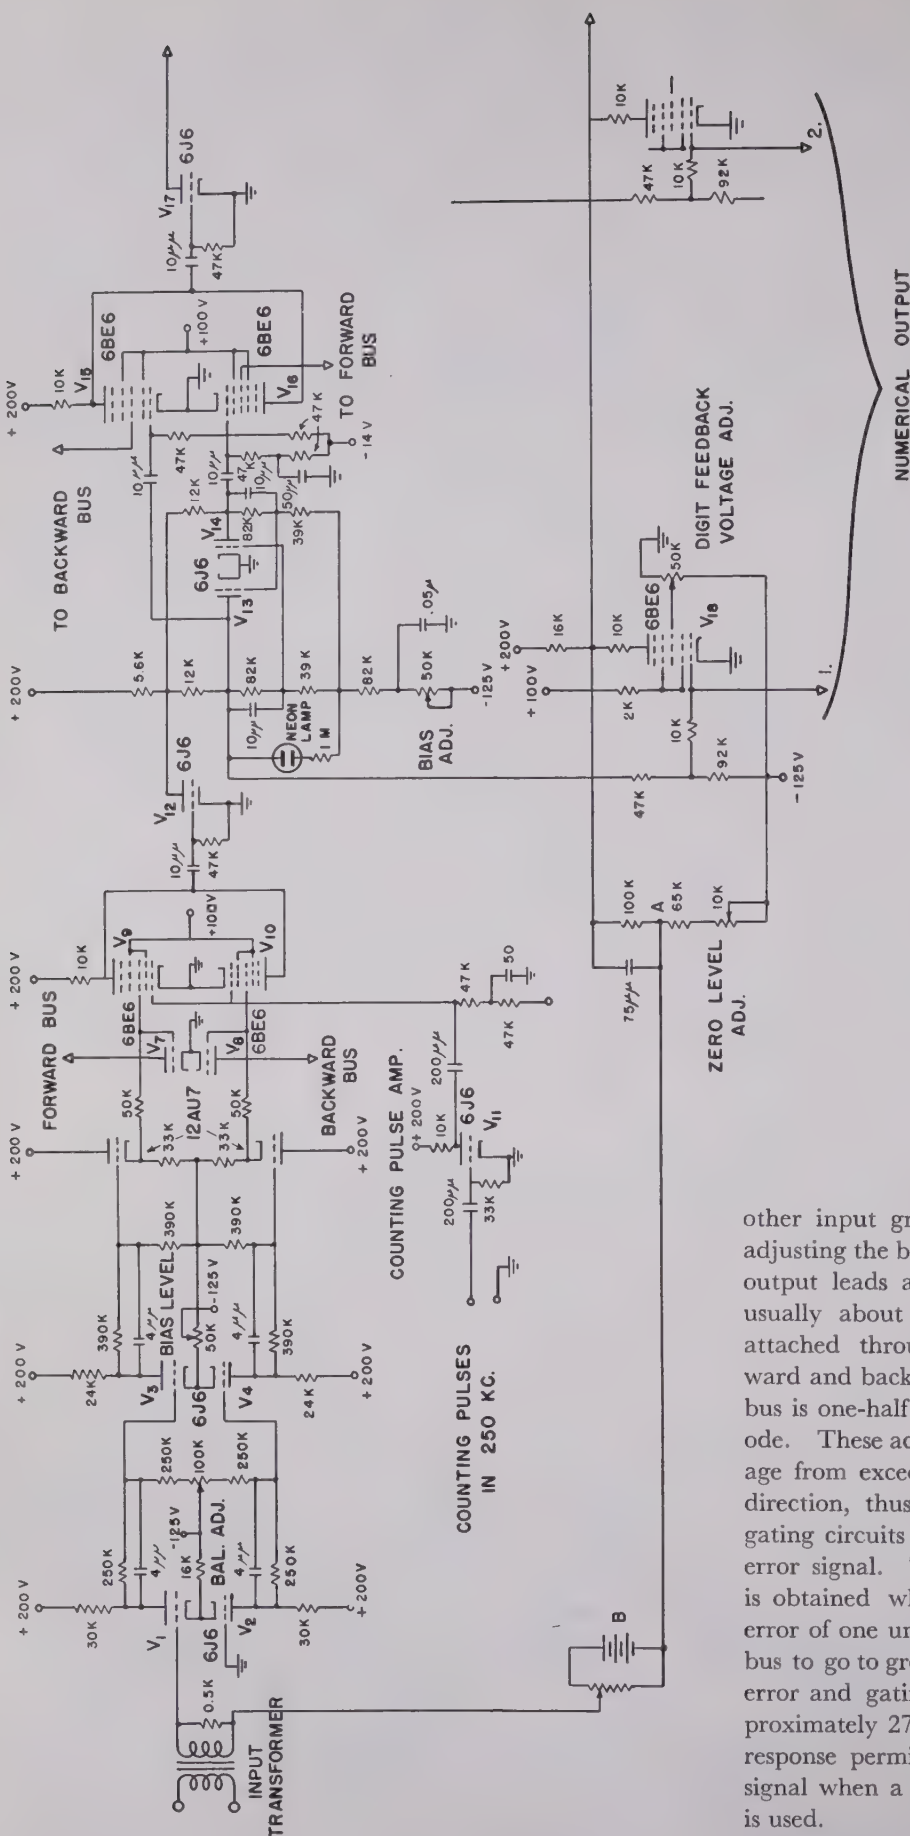 INPUT
TRANSFORMER
0.5K
+200V
30K
V1
6J6
V2
30K
+200V
250K
4μμ
-125V
16K
BAL. ADJ.
4μμ
250K
250K
100K
250K
+200V
24K
V3
6J6
V4
24K
+200V
390K
4μμ
BIAS LEVEL
50K
-125V
4μμ
390K
390K
390K
+200V
33K
33K
12AU7
+200V
50K
50K
FORWARD BUS
V7
V8
BACKWARD
BUS
6BE6
6BE6
+200V
10K
V9
V10
+100V
COUNTING PULSES
IN 250 KC.
COUNTING PULSE AMP.
200μμ
33K
+200V
10K
6J6
V11
200μμ
47K
47K
50
10μμ
47K
V12
6J6
+200V
5.6K
12K
82K
39K
10μμ
NEON
LAMP
1 M
82K
50K
.05μ
BIAS
ADJ.
-125V
V13
6J6
V14
12K
82K
39K
10μμ
10μμ
10μμ
47K
50μμ
47K
47K
-14V
TO BACKWARD
BUS
+200V
10K
V15
6BE6
+100V
6BE6
V16
TO FORWARD
BUS
10μμ
47K
V17
6J6
B
ZERO LEVEL
ADJ.
75μμ
100K
A
65K
10K
47K
10K
92K
-125V
+200V
16K
+100V
2K
10K
6BE6
V18
50K
DIGIT FEEDBACK
VOLTAGE ADJ.
1.
47K
10K
92K
10K
2.
NUMERICAL OUTPUT
other input gr
adjusting the b
output leads a
usually about
attached throu
ward and back
bus is one-half
ode. These ac
age from excee
direction, thus
gating circuits
error signal.
is obtained wh
error of one un
bus to go to gr
error and gatin
proximately 27
response permi
signal when a
is used.